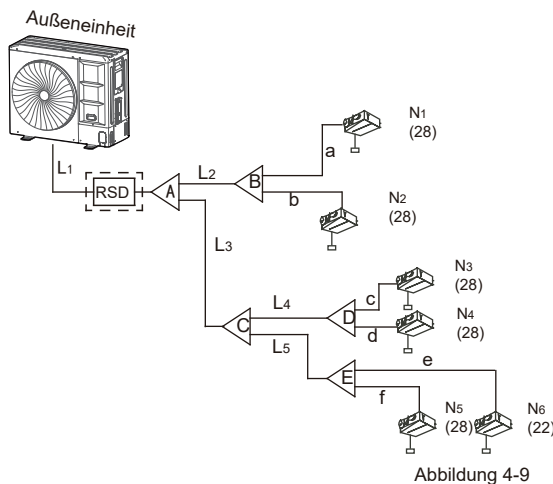 Außeneinheit
L1
RSD
A
L2
B
a
N1
(28)
b
N2
(28)
L3
C
L4
D
c
N3
(28)
d
N4
(28)
L5
E
e
f
N5
(28)
N6
(22)
Abbildung 4-9